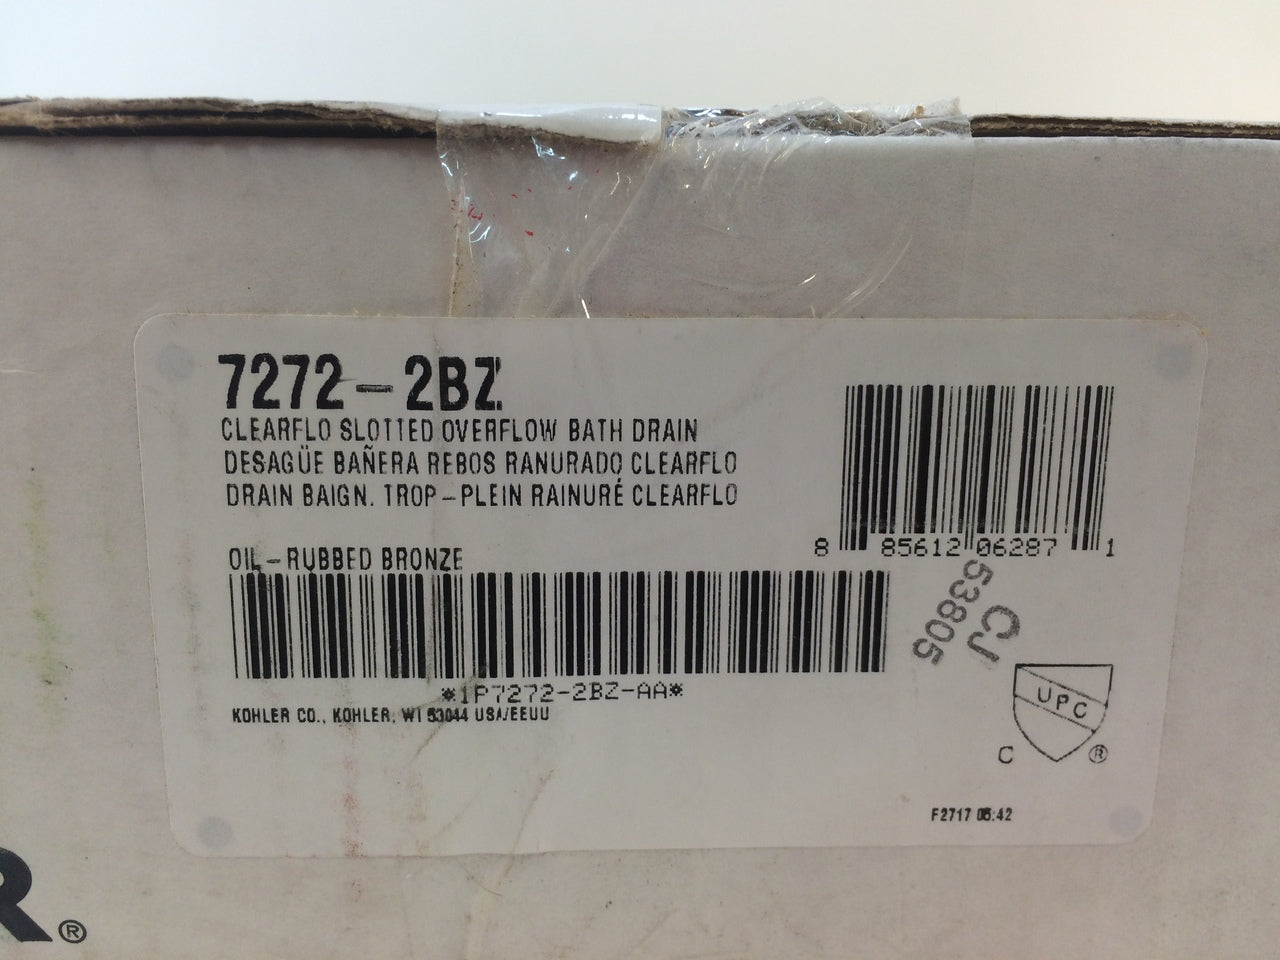 7272-2BZ
CLEARFLO SLOTTED OVERFLOW BATH DRAIN
DESAGÜE BAÑERA REBOS RANURADO CLEARFLO
DRAIN BAIGN. TROP-PLEIN RAINURÉ CLEARFLO
8 85612 06287 1
OIL-RUBBED BRONZE
53805
CJ
*1P7272-2BZ-AA*
KOHLER CO., KOHLER, WI 53044 USA/EEUU
UPC
C ®
F2717 05:42
R®